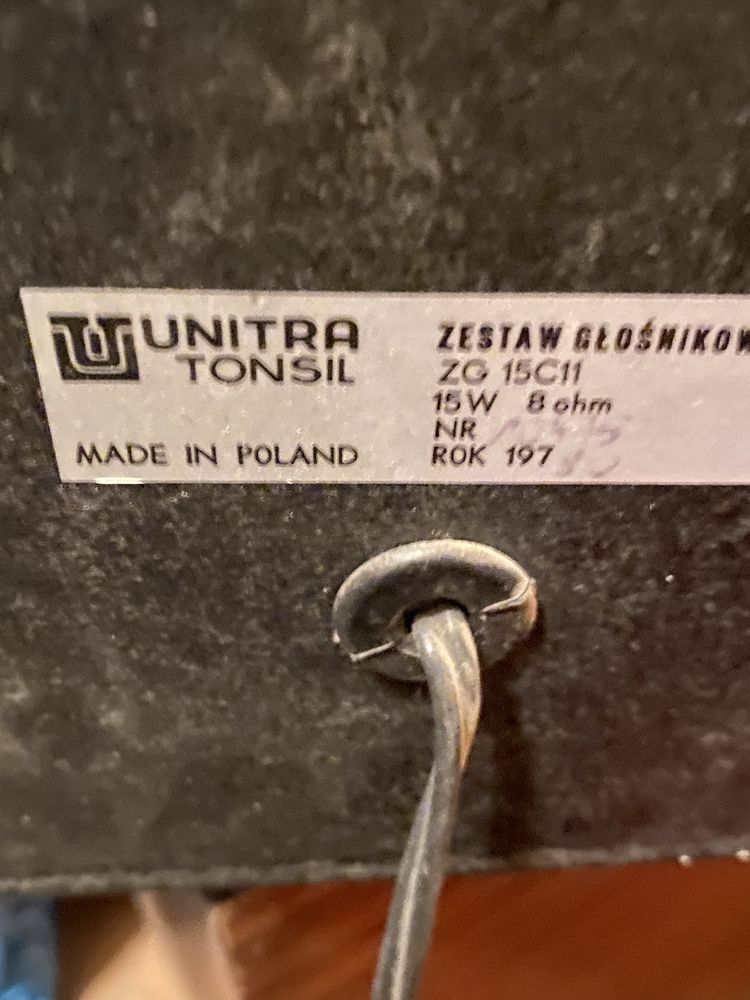 UNITRA
TONSIL
MADE IN POLAND
ZESTAW GŁOŚNIKOW
ZG 15C11
15W 8 ohm
NR
ROK 197